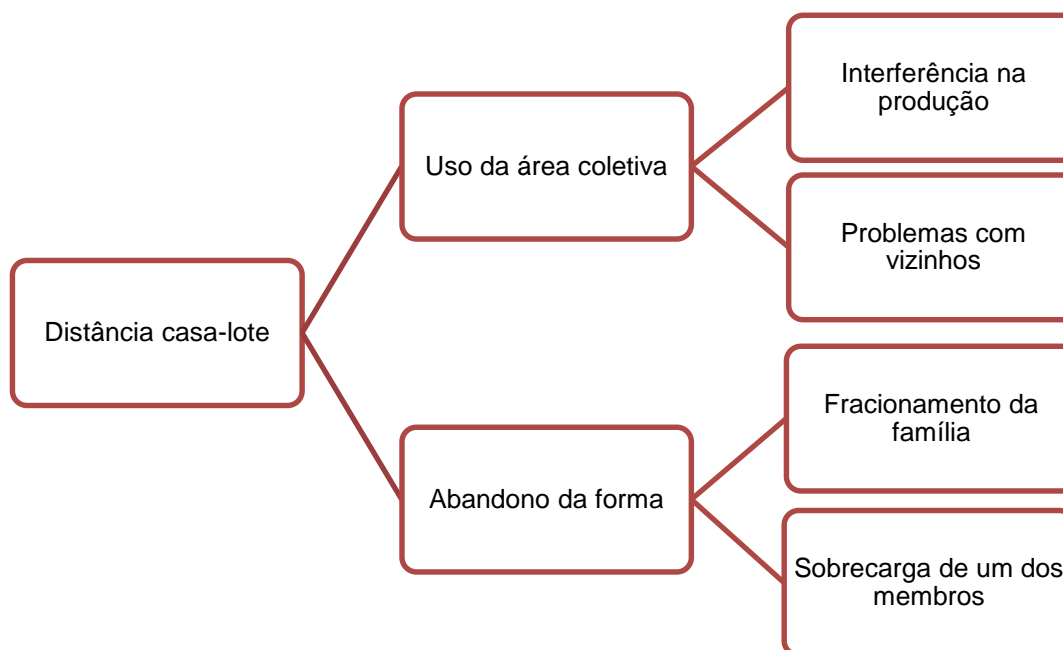 Distância casa-lote
Uso da área coletiva
Interferência na
produção
Problemas com
vizinhos
Abandono da forma
Fracionamento da
família
Sobrecarga de um dos
membros